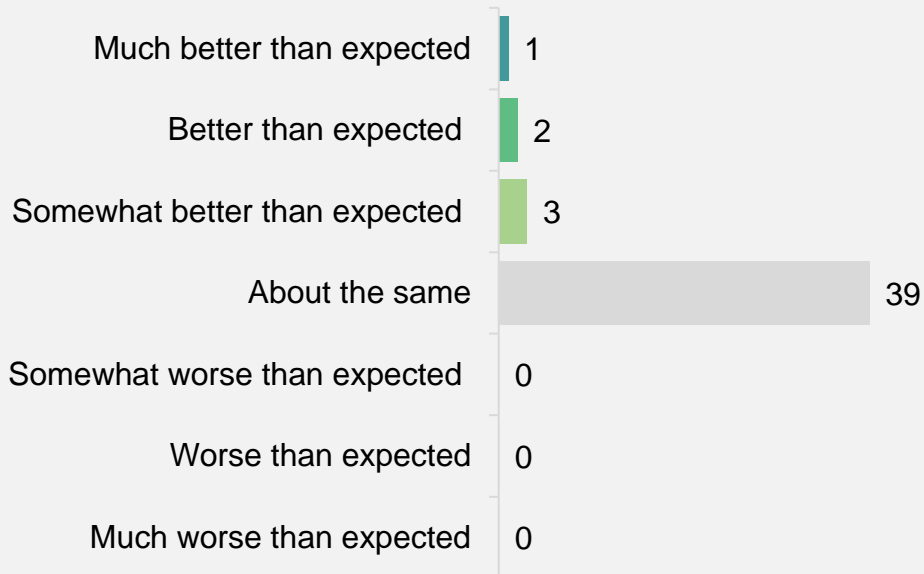 Much better than expected 1
Better than expected 2
Somewhat better than expected 3
About the same 39
Somewhat worse than expected 0
Worse than expected 0
Much worse than expected 0